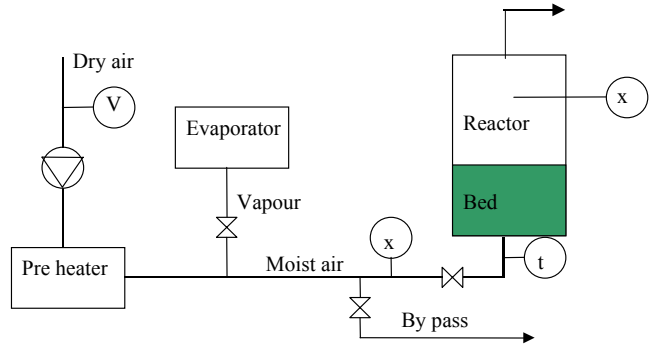 Dry air
V
Evaporator
x
Reactor
Vapour
Bed
x
Pre heater
Moist air
t
By pass